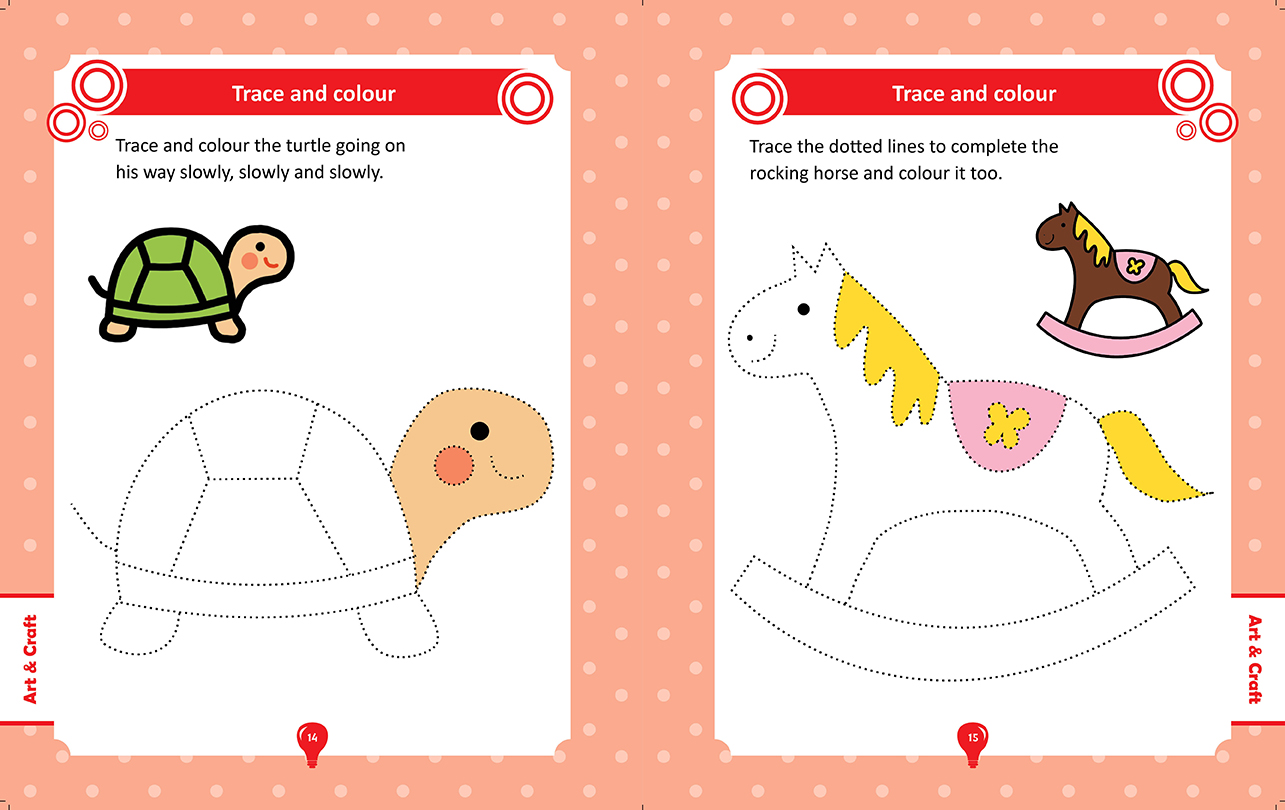 Trace and colour
Trace and colour the turtle going on
his way slowly, slowly and slowly.
Art & Craft
14
Trace and colour
Trace the dotted lines to complete the
rocking horse and colour it too.
Art & Craft
15